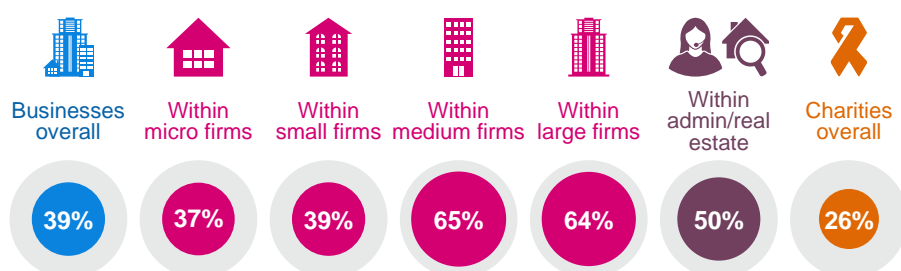 Businesses overall
Within micro firms
Within small firms
Within medium firms
Within large firms
Within admin/real estate
Charities overall
39%
37%
39%
65%
64%
50%
26%